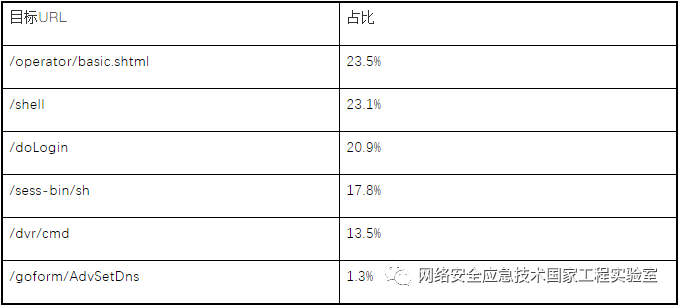 目标URL 占比
/operator/basic.shtml 23.5%
/shell 23.1%
/doLogin 20.9%
/sess-bin/sh 17.8%
/dvr/cmd 13.5%
/goform/AdvSetDns 1.3%
网络安全应急技术国家工程实验室